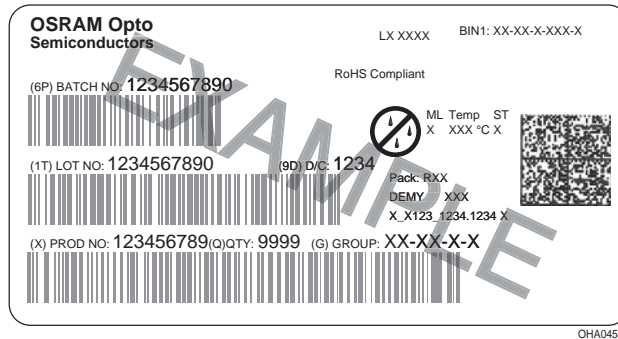 OSRAM Opto
Semiconductors
LX XXXX BIN1: XX-XX-X-XXX-X
RoHS Compliant
(6P) BATCH NO: 1234567890
ML Temp ST
X XXX °C X
(1T) LOT NO: 1234567890 (9D) D/C: 1234
Pack: RXX
DEMY XXX
X_X123_1234.1234 X
(X) PROD NO: 123456789(Q)QTY: 9999 (G) GROUP: XX-XX-X-X
EXAMPLE
OHA045